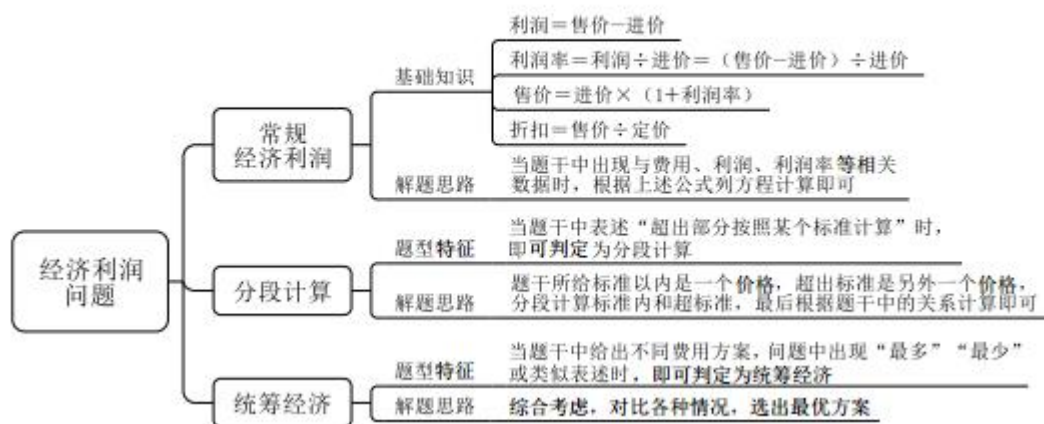 经济利润
问题
常规
经济利润
基础知识
利润＝售价－进价
利润率＝利润÷进价＝（售价－进价）÷进价
售价＝进价×（1＋利润率）
折扣＝售价÷定价
解题思路
当题干中出现与费用、利润、利润率等相关
数据时，根据上述公式列方程计算即可
分段计算
题型特征
当题干中表述“超出部分按照某个标准计算”时，
即可判定为分段计算
解题思路
题干所给标准以内是一个价格，超出标准是另外一个价格，
分段计算标准内和超标准，最后根据题干中的关系计算即可
统筹经济
题型特征
当题干中给出不同费用方案，问题中出现“最多”“最少”
或类似表述时，即可判定为统筹经济
解题思路
综合考虑，对比各种情况，选出最优方案